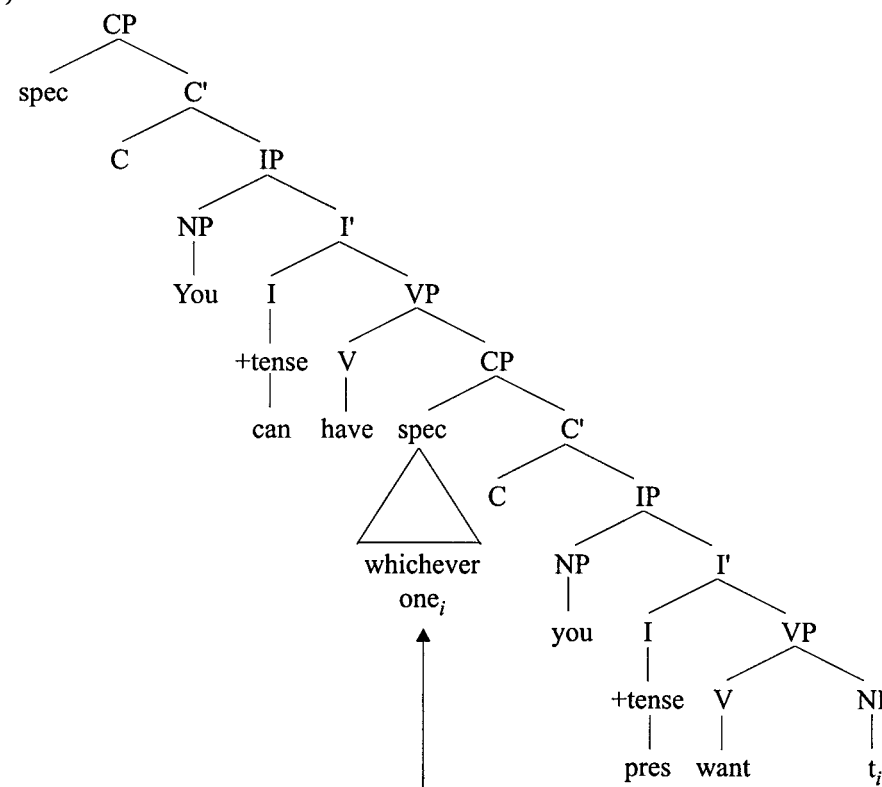 )
CP
spec C'
C IP
NP I'
You I VP
+tense V CP
can have spec C'
C IP
whichever NP I'
one_i
you I VP
+tense V
pres want t_i